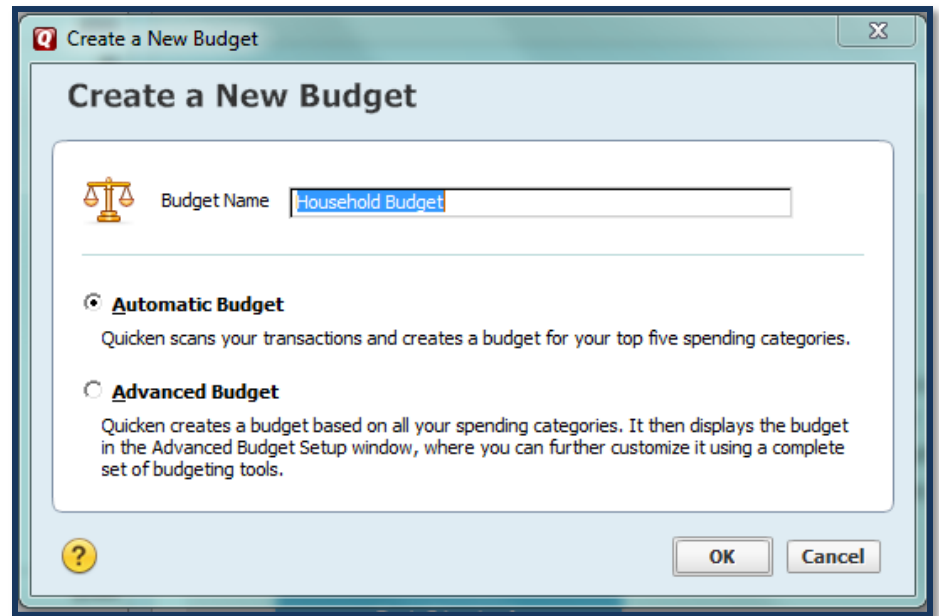 Create a New Budget
Create a New Budget
Budget Name Household Budget
Automatic Budget
Quicken scans your transactions and creates a budget for your top five spending categories.
Advanced Budget
Quicken creates a budget based on all your spending categories. It then displays the budget
in the Advanced Budget Setup window, where you can further customize it using a complete
set of budgeting tools.
?
OK Cancel